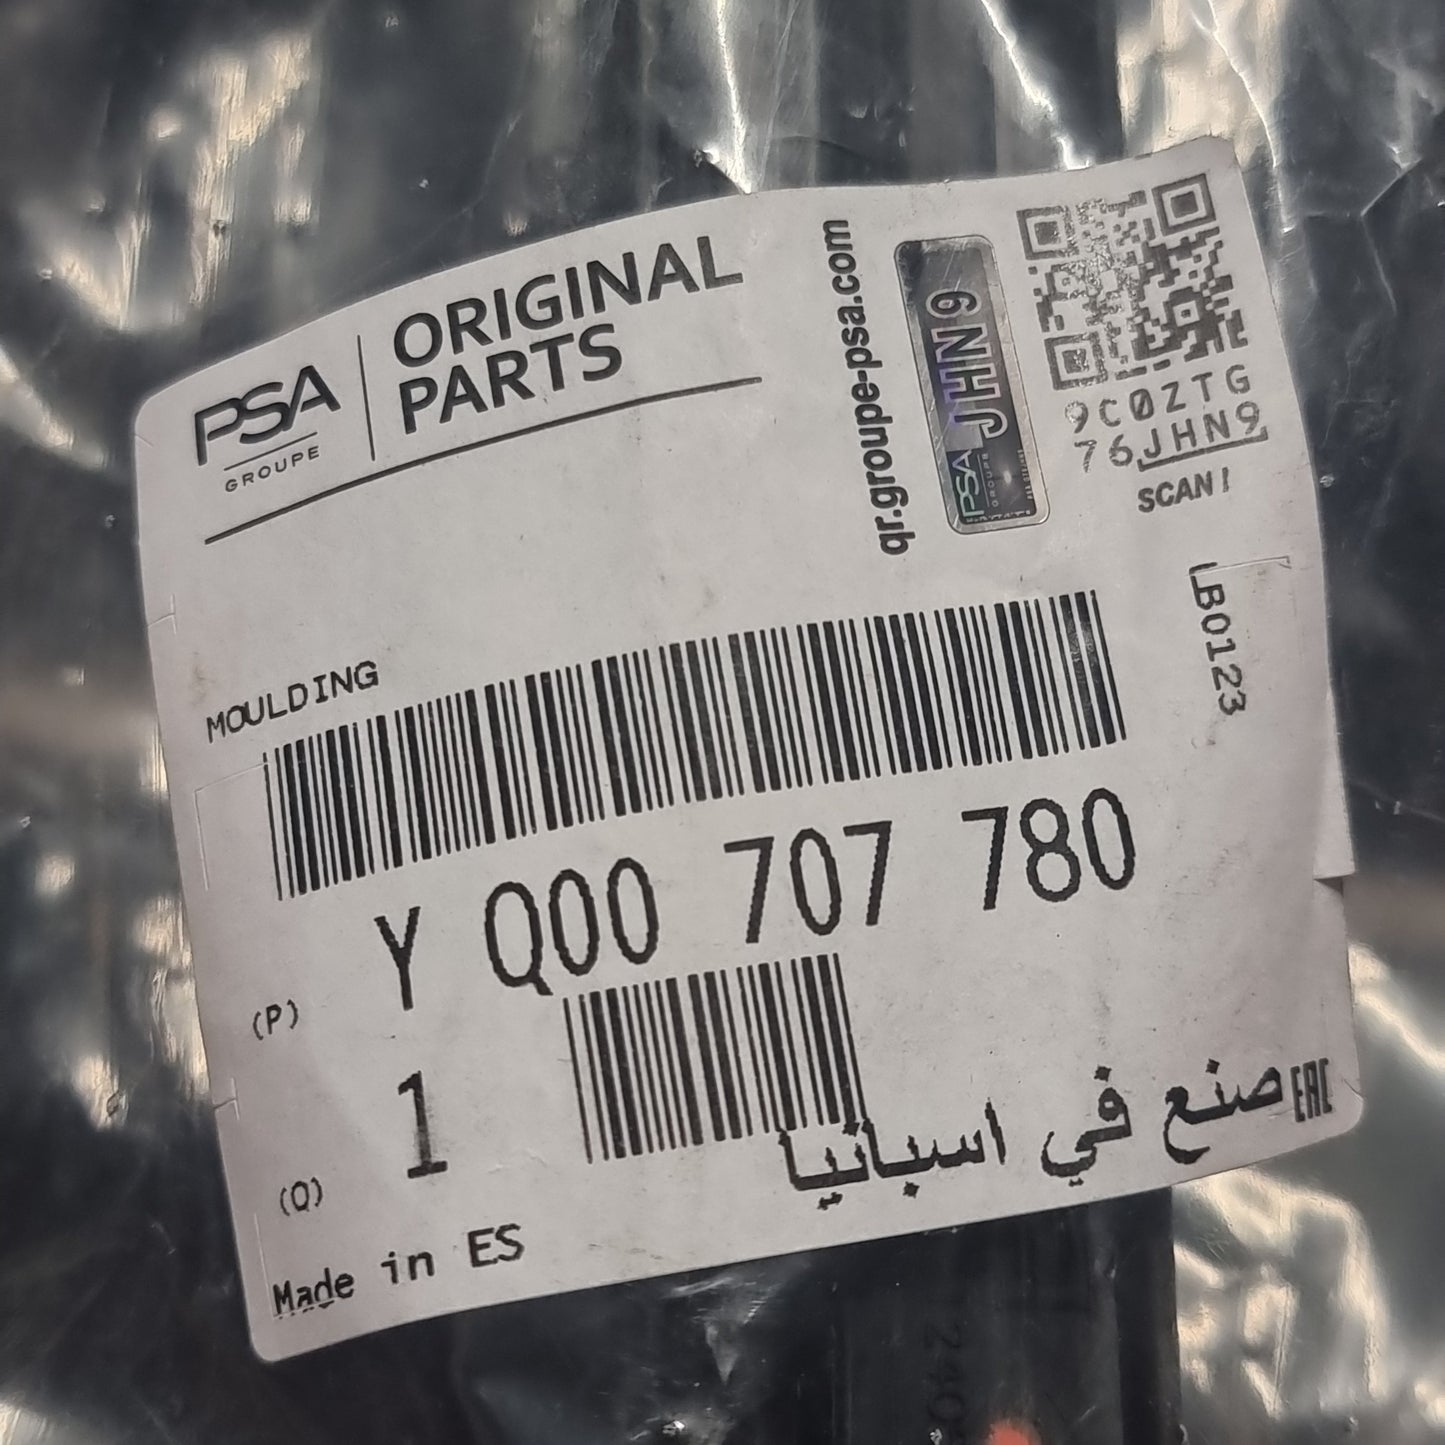 PSA
GROUPE
ORIGINAL
PARTS
qr.groupe-psa.com
JHN9
PSA
GROUPE
9C0ZTG
76JHN9
SCAN!
LB0123
MOULDING
(P) Y Q00 707 780
(Q) 1
صنع في اسبانيا
EAC
Made in ES